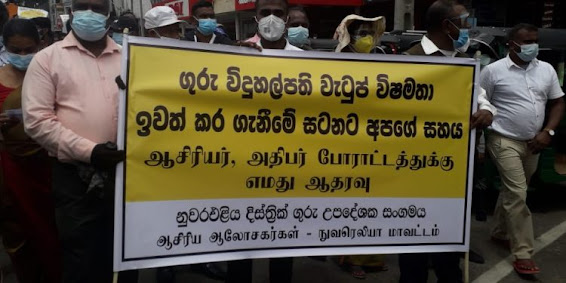 ගුරු විදුහල්පති වැටුප් විෂමතා
ඉවත් කර ගැනීමේ සටනට අපගේ සහය
ஆசிரியர், அதிபர் போராட்டத்துக்கு
எமது ஆதரவு
නුවරඑළිය දිස්ත්‍රික් ගුරු උපදේශක සංගමය
ஆசிரிய ஆலோசகர்கள் - நுவரெலியா மாவட்டம்